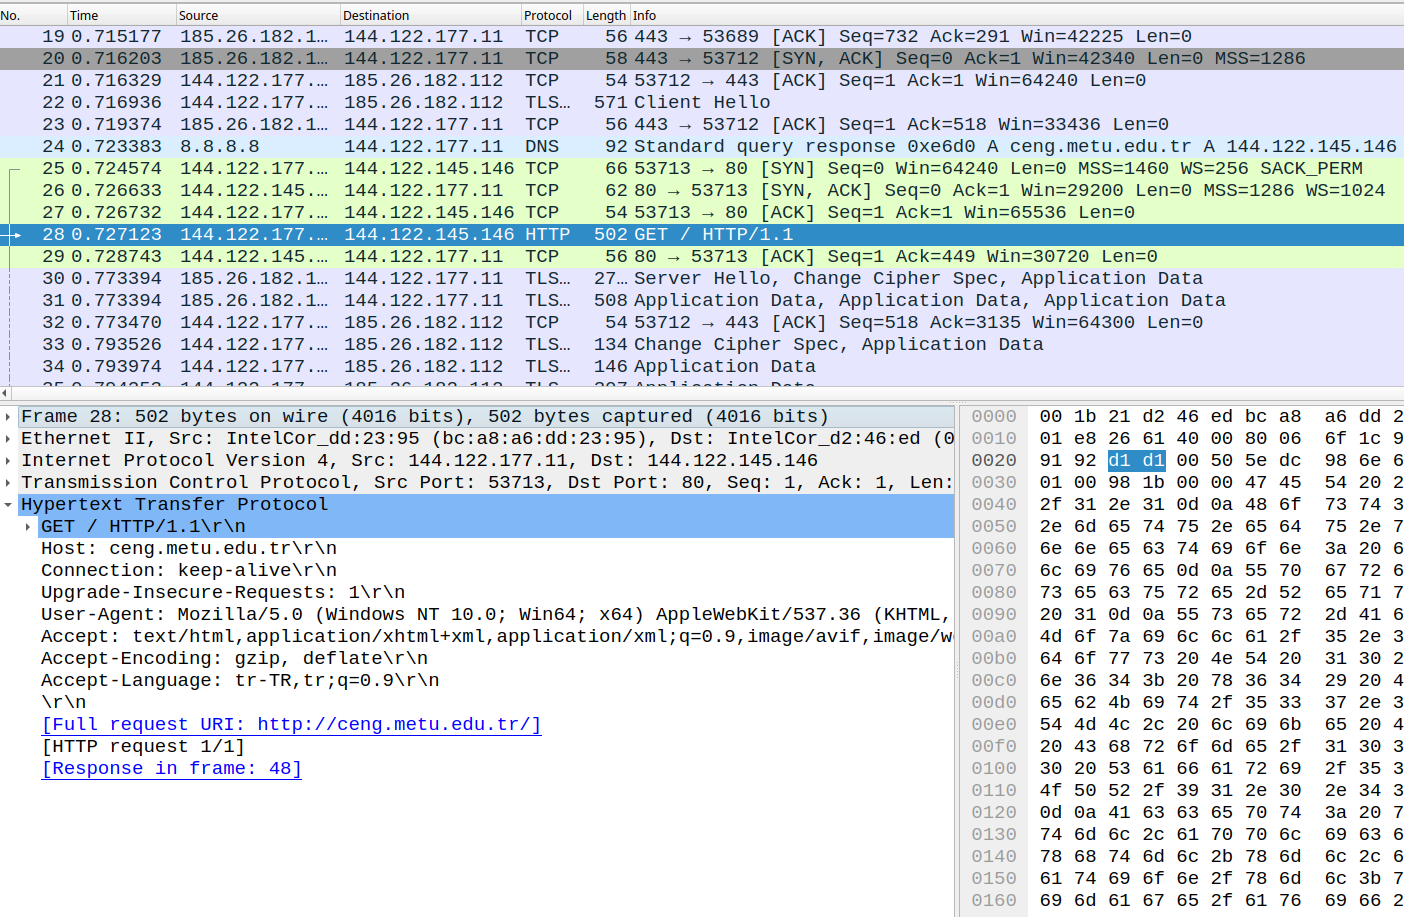 No. Time Source Destination Protocol Length Info
19 0.715177 185.26.182.1… 144.122.177.11 TCP 56 443 → 53689 [ACK] Seq=732 Ack=291 Win=42225 Len=0
20 0.716203 185.26.182.1… 144.122.177.11 TCP 58 443 → 53712 [SYN, ACK] Seq=0 Ack=1 Win=42340 Len=0 MSS=1286
21 0.716329 144.122.177.… 185.26.182.112 TCP 54 53712 → 443 [ACK] Seq=1 Ack=1 Win=64240 Len=0
22 0.716936 144.122.177.… 185.26.182.112 TLS… 571 Client Hello
23 0.719374 185.26.182.1… 144.122.177.11 TCP 56 443 → 53712 [ACK] Seq=1 Ack=518 Win=33436 Len=0
24 0.723383 8.8.8.8 144.122.177.11 DNS 92 Standard query response 0xe6d0 A ceng.metu.edu.tr A 144.122.145.146
25 0.724574 144.122.177.… 144.122.145.146 TCP 66 53713 → 80 [SYN] Seq=0 Win=64240 Len=0 MSS=1460 WS=256 SACK_PERM
26 0.726633 144.122.145.… 144.122.177.11 TCP 62 80 → 53713 [SYN, ACK] Seq=0 Ack=1 Win=29200 Len=0 MSS=1286 WS=1024
27 0.726732 144.122.177.… 144.122.145.146 TCP 54 53713 → 80 [ACK] Seq=1 Ack=1 Win=65536 Len=0
28 0.727123 144.122.177.… 144.122.145.146 HTTP 502 GET / HTTP/1.1
29 0.728743 144.122.145.… 144.122.177.11 TCP 56 80 → 53713 [ACK] Seq=1 Ack=449 Win=30720 Len=0
30 0.773394 185.26.182.1… 144.122.177.11 TLS… 27… Server Hello, Change Cipher Spec, Application Data
31 0.773394 185.26.182.1… 144.122.177.11 TLS… 508 Application Data, Application Data, Application Data
32 0.773470 144.122.177.… 185.26.182.112 TCP 54 53712 → 443 [ACK] Seq=518 Ack=3135 Win=64300 Len=0
33 0.793526 144.122.177.… 185.26.182.112 TLS… 134 Change Cipher Spec, Application Data
34 0.793974 144.122.177.… 185.26.182.112 TLS… 146 Application Data
Frame 28: 502 bytes on wire (4016 bits), 502 bytes captured (4016 bits)
Ethernet II, Src: IntelCor_dd:23:95 (bc:a8:a6:dd:23:95), Dst: IntelCor_d2:46:ed (0
Internet Protocol Version 4, Src: 144.122.177.11, Dst: 144.122.145.146
Transmission Control Protocol, Src Port: 53713, Dst Port: 80, Seq: 1, Ack: 1, Len:
Hypertext Transfer Protocol
GET / HTTP/1.1\r\n
Host: ceng.metu.edu.tr\r\n
Connection: keep-alive\r\n
Upgrade-Insecure-Requests: 1\r\n
User-Agent: Mozilla/5.0 (Windows NT 10.0; Win64; x64) AppleWebKit/537.36 (KHTML,
Accept: text/html,application/xhtml+xml,application/xml;q=0.9,image/avif,image/w
Accept-Encoding: gzip, deflate\r\n
Accept-Language: tr-TR,tr;q=0.9\r\n
\r\n
[Full request URI: http://ceng.metu.edu.tr/]
[HTTP request 1/1]
[Response in frame: 48]
0000 00 1b 21 d2 46 ed bc a8 a6 dd 2
0010 01 e8 26 61 40 00 80 06 6f 1c 9
0020 91 92 d1 d1 00 50 5e dc 98 6e 6
0030 01 00 98 1b 00 00 47 45 54 20 2
0040 2f 31 2e 31 0d 0a 48 6f 73 74 3
0050 2e 6d 65 74 75 2e 65 64 75 2e 7
0060 6e 6e 65 63 74 69 6f 6e 3a 20 6
0070 6c 69 76 65 0d 0a 55 70 67 72 6
0080 73 65 63 75 72 65 2d 52 65 71 7
0090 20 31 0d 0a 55 73 65 72 2d 41 6
00a0 4d 6f 7a 69 6c 6c 61 2f 35 2e 3
00b0 64 6f 77 73 20 4e 54 20 31 30 2
00c0 6e 36 34 3b 20 78 36 34 29 20 4
00d0 65 62 4b 69 74 2f 35 33 37 2e 3
00e0 54 4d 4c 2c 20 6c 69 6b 65 20 4
00f0 20 43 68 72 6f 6d 65 2f 31 30 3
0100 30 20 53 61 66 61 72 69 2f 35 3
0110 4f 50 52 2f 39 31 2e 30 2e 34 3
0120 0d 0a 41 63 63 65 70 74 3a 20 7
0130 74 6d 6c 2c 61 70 70 6c 69 63 6
0140 78 68 74 6d 6c 2b 78 6d 6c 2c 6
0150 61 74 69 6f 6e 2f 78 6d 6c 3b 7
0160 69 6d 61 67 65 2f 61 76 69 66 2